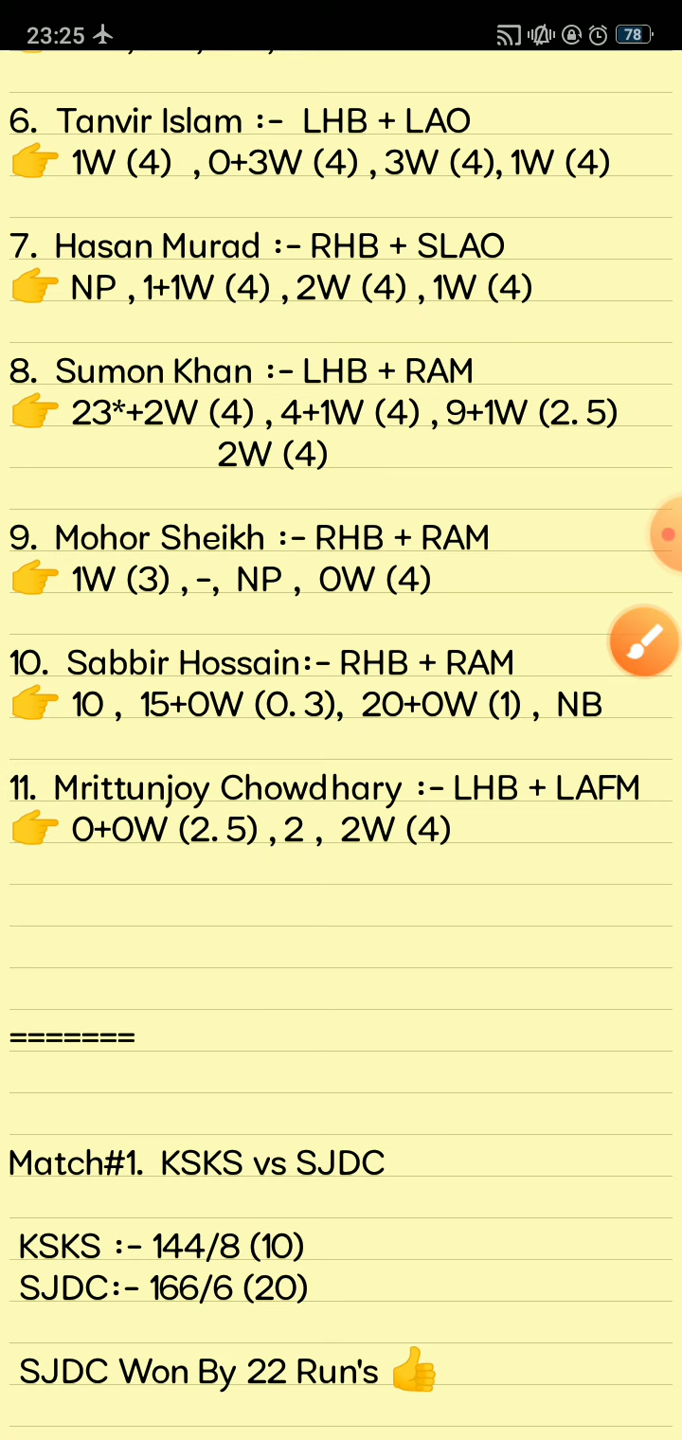 23:25
78
6. Tanvir Islam :- LHB + LAO
👉 1W (4) , 0+3W (4) , 3W (4), 1W (4)
7. Hasan Murad :- RHB + SLAO
👉 NP , 1+1W (4) , 2W (4) , 1W (4)
8. Sumon Khan :- LHB + RAM
👉 23*+2W (4) , 4+1W (4) , 9+1W (2.5)
2W (4)
9. Mohor Sheikh :- RHB + RAM
👉 1W (3) , -, NP , 0W (4)
10. Sabbir Hossain:- RHB + RAM
👉 10 , 15+0W (0.3), 20+0W (1) , NB
11. Mrittunjoy Chowdhary :- LHB + LAFM
👉 0+0W (2.5) , 2 , 2W (4)
=======
Match#1. KSKS vs SJDC
KSKS :- 144/8 (10)
SJDC:- 166/6 (20)
SJDC Won By 22 Run's 👍